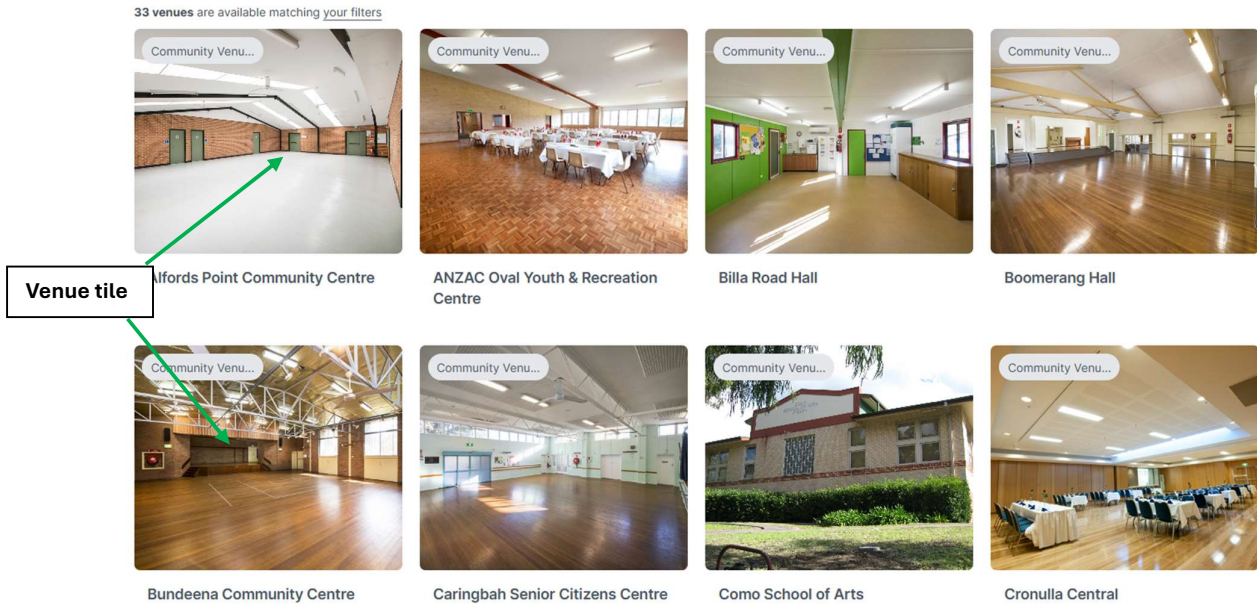 33 venues are available matching your filters
Community Venu...
Community Venu...
Community Venu...
Community Venu...
Venue tile
Alfords Point Community Centre
ANZAC Oval Youth & Recreation
Centre
Billa Road Hall
Boomerang Hall
Community Venu...
Community Venu...
Community Venu...
Community Venu...
Bundeena Community Centre
Caringbah Senior Citizens Centre
Como School of Arts
Cronulla Central